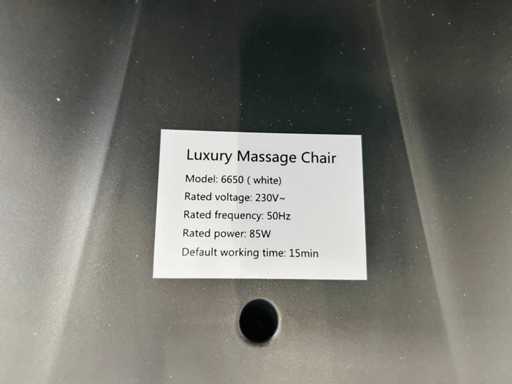 Luxury Massage Chair
Model: 6650 ( white)
Rated voltage: 230V~
Rated frequency: 50Hz
Rated power: 85W
Default working time: 15min